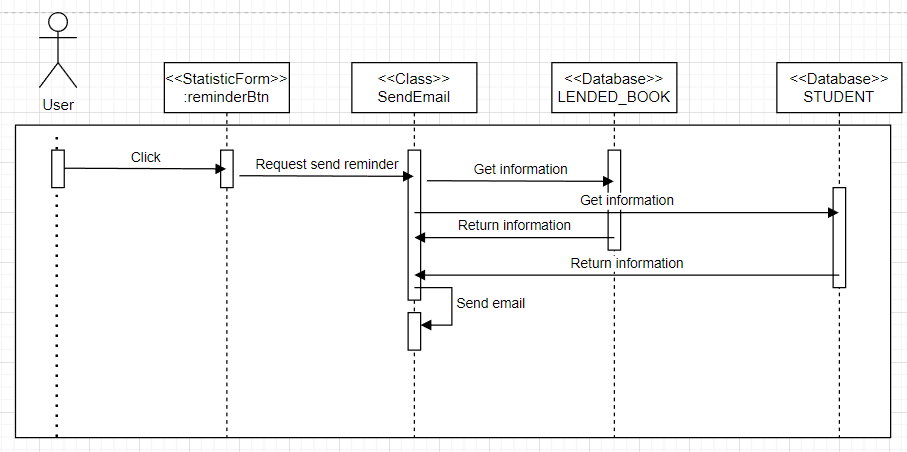 User
<<StatisticForm>>
:reminderBtn
<<Class>>
SendEmail
<<Database>>
LENDED_BOOK
<<Database>>
STUDENT
Click
Request send reminder
Get information
Get information
Return information
Return information
Send email